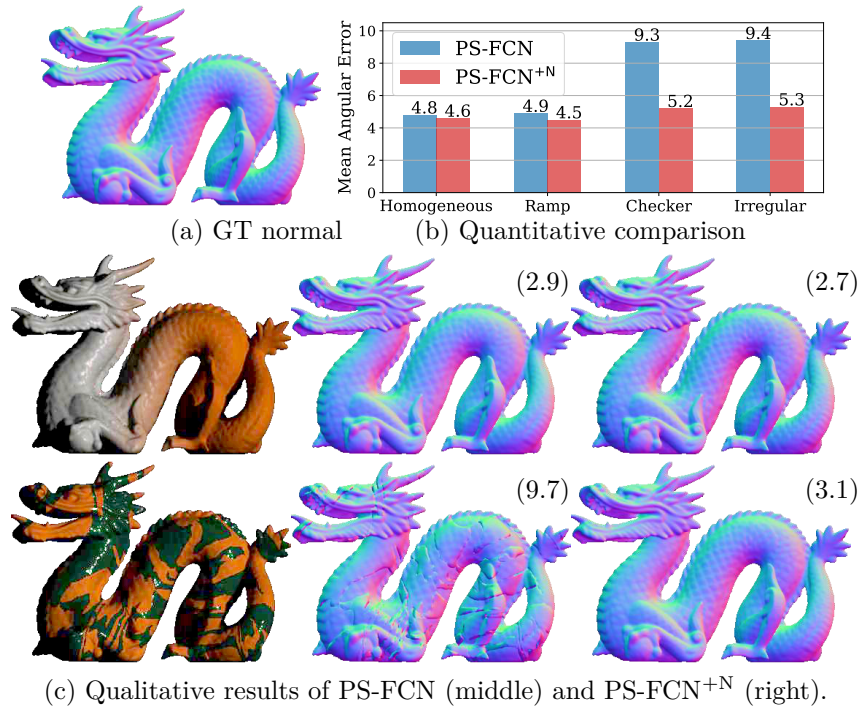 10
8
6
4
2
0
Mean Angular Error
PS-FCN
PS-FCN+N
4.8
4.6
4.9
4.5
9.3
5.2
9.4
5.3
Homogeneous Ramp Checker Irregular
(a) GT normal
(b) Quantitative comparison
(2.9)
(2.7)
(9.7)
(3.1)
(c) Qualitative results of PS-FCN (middle) and PS-FCN+N (right).